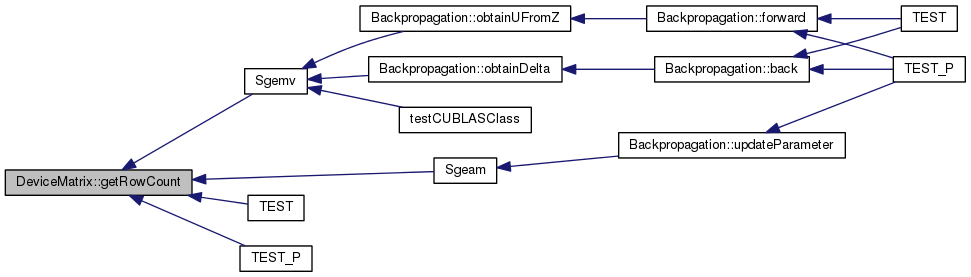 Backpropagation::obtainUFromZ
Backpropagation::forward
TEST
Sgemv
Backpropagation::obtainDelta
Backpropagation::back
TEST_P
testCUBLASClass
Backpropagation::updateParameter
DeviceMatrix::getRowCount
Sgeam
TEST
TEST_P